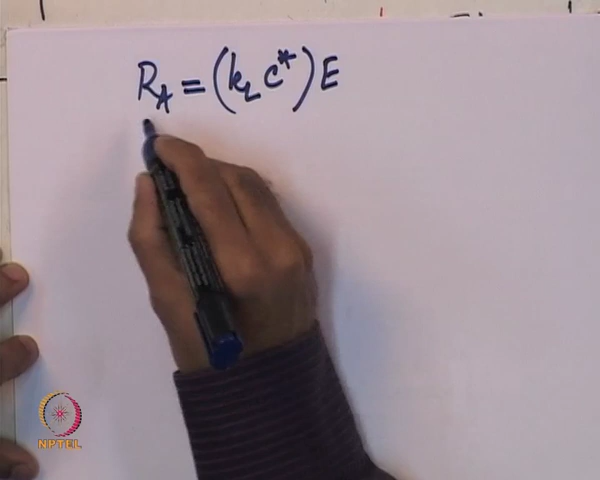 R_A = (k_L c*) E
NPTEL